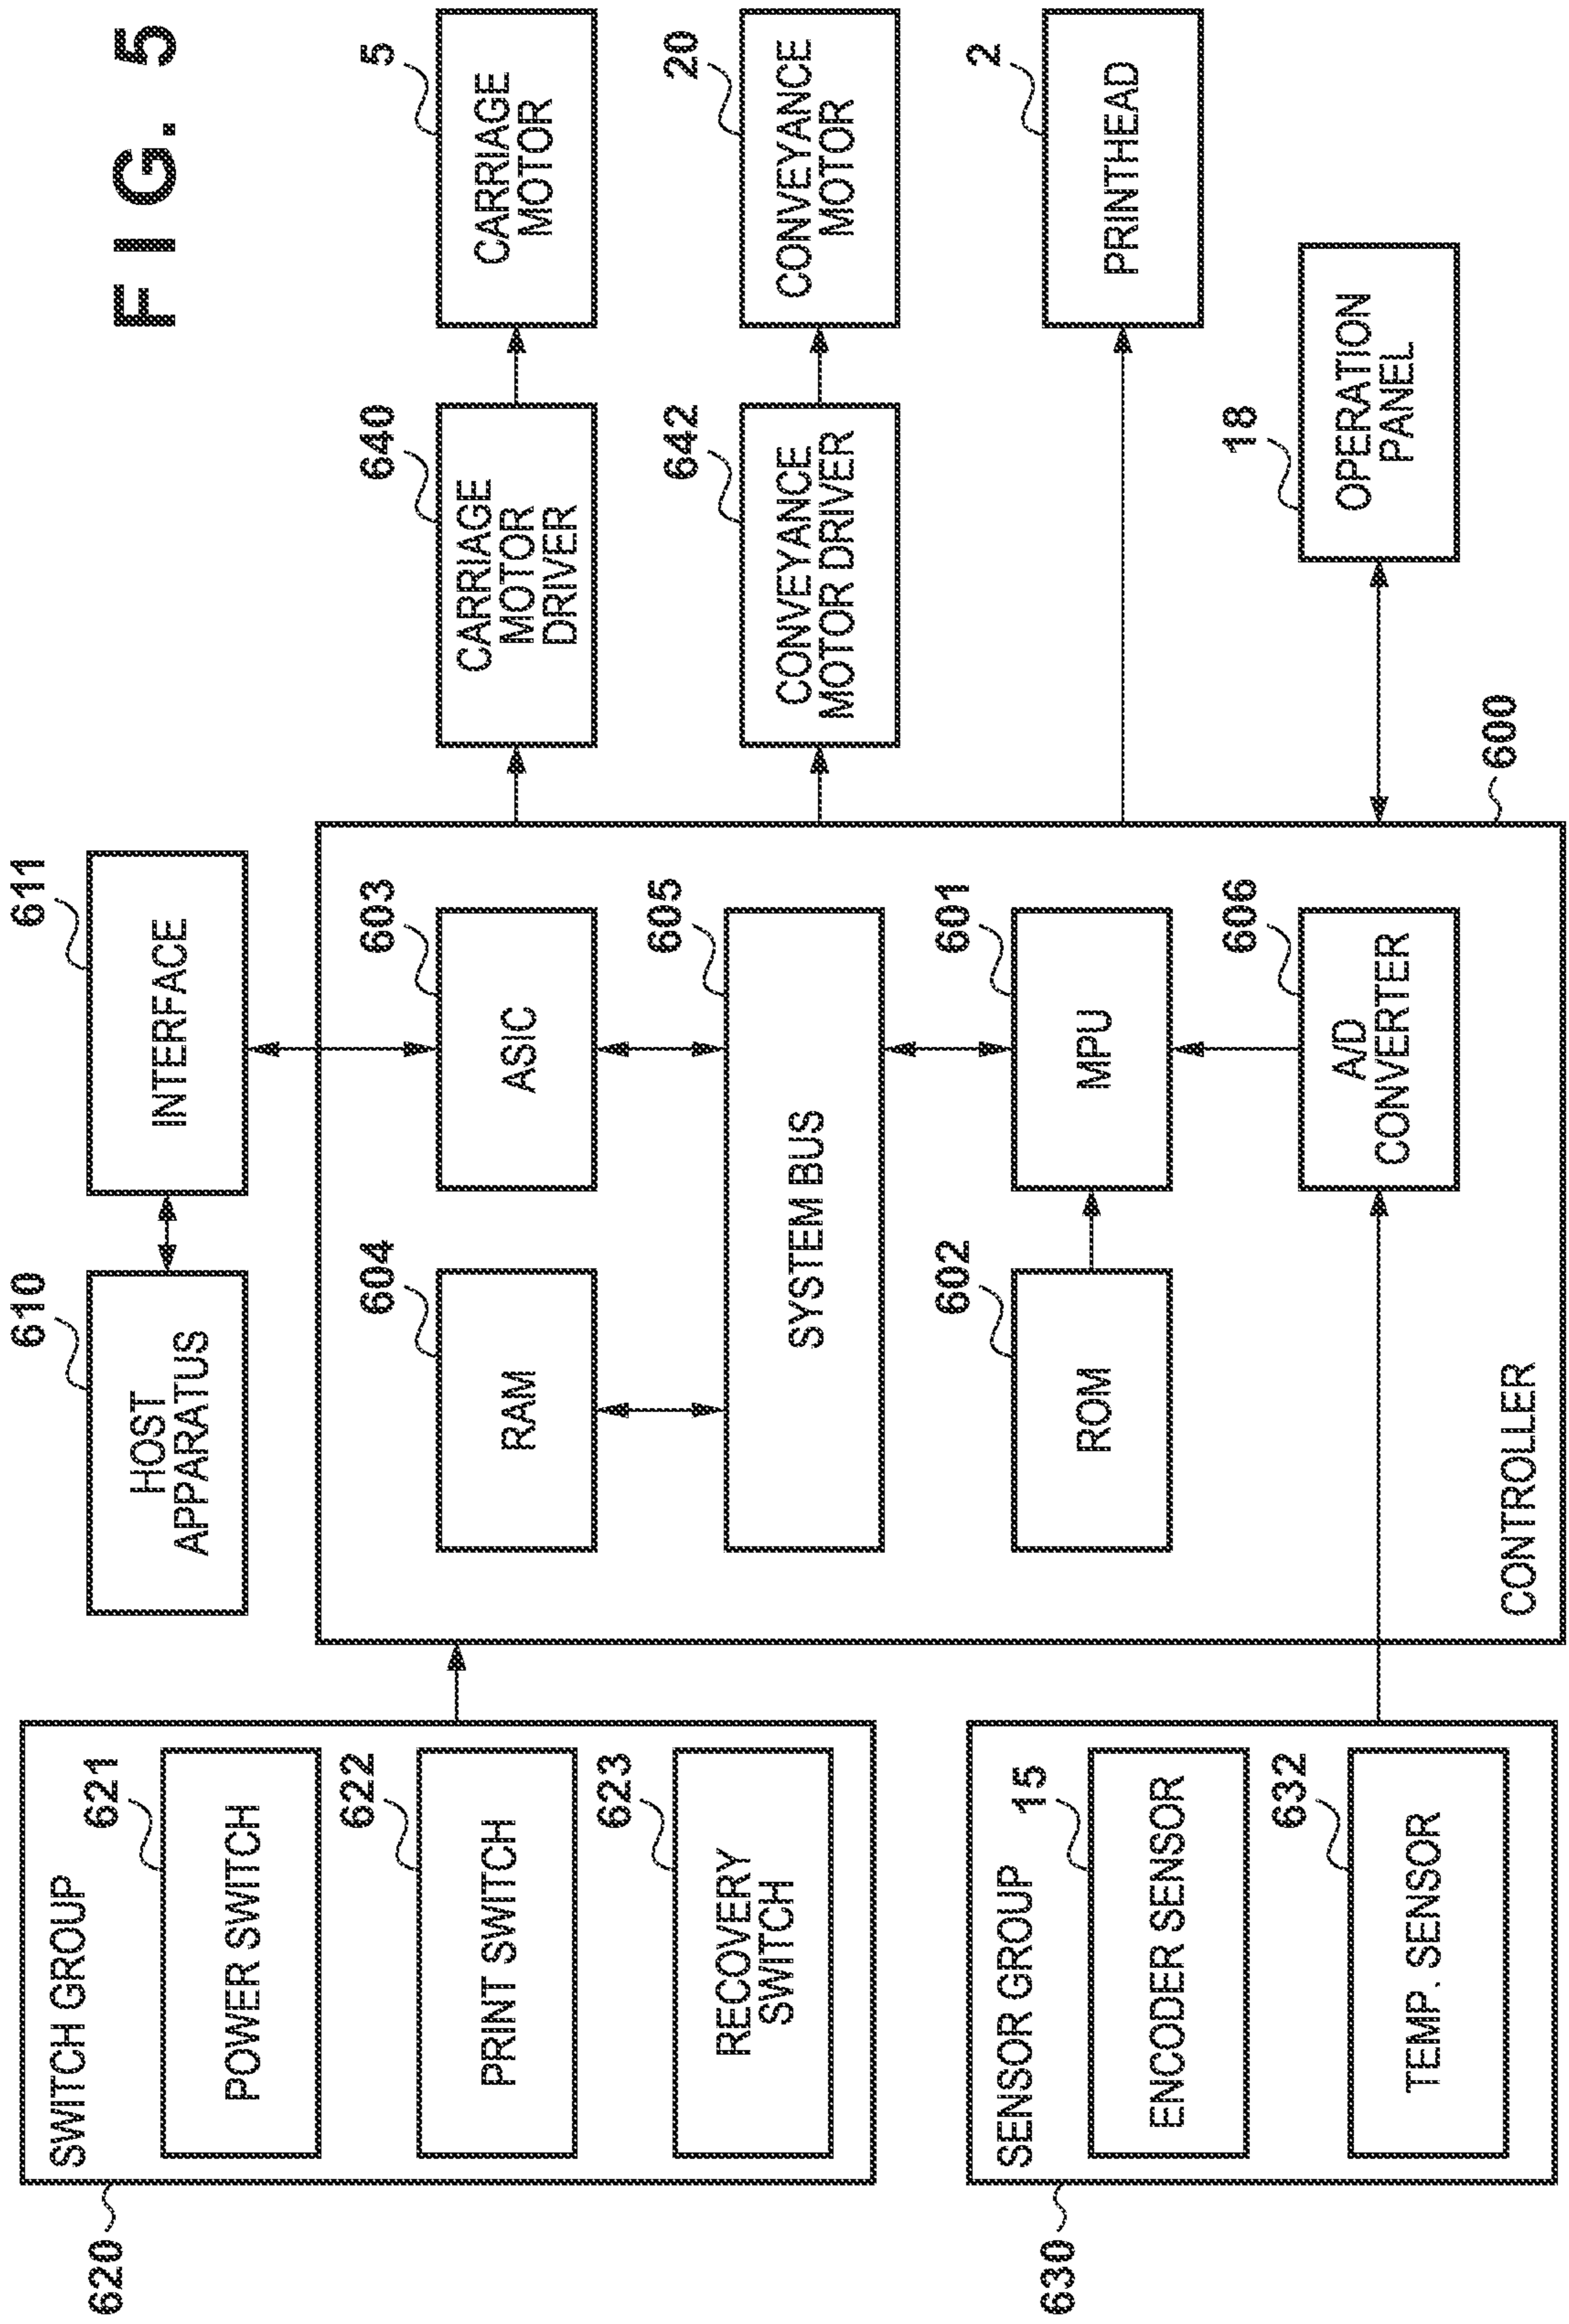 FIG. 5
610
HOST
APPARATUS
611
INTERFACE
620
SWITCH GROUP
621
POWER SWITCH
622
PRINT SWITCH
623
RECOVERY
SWITCH
630
SENSOR GROUP
15
ENCODER SENSOR
632
TEMP. SENSOR
604
RAM
603
ASIC
605
SYSTEM BUS
602
ROM
601
MPU
606
A/D
CONVERTER
CONTROLLER
600
640
CARRIAGE
MOTOR
DRIVER
5
CARRIAGE
MOTOR
642
CONVEYANCE
MOTOR DRIVER
20
CONVEYANCE
MOTOR
2
PRINTHEAD
18
OPERATION
PANEL